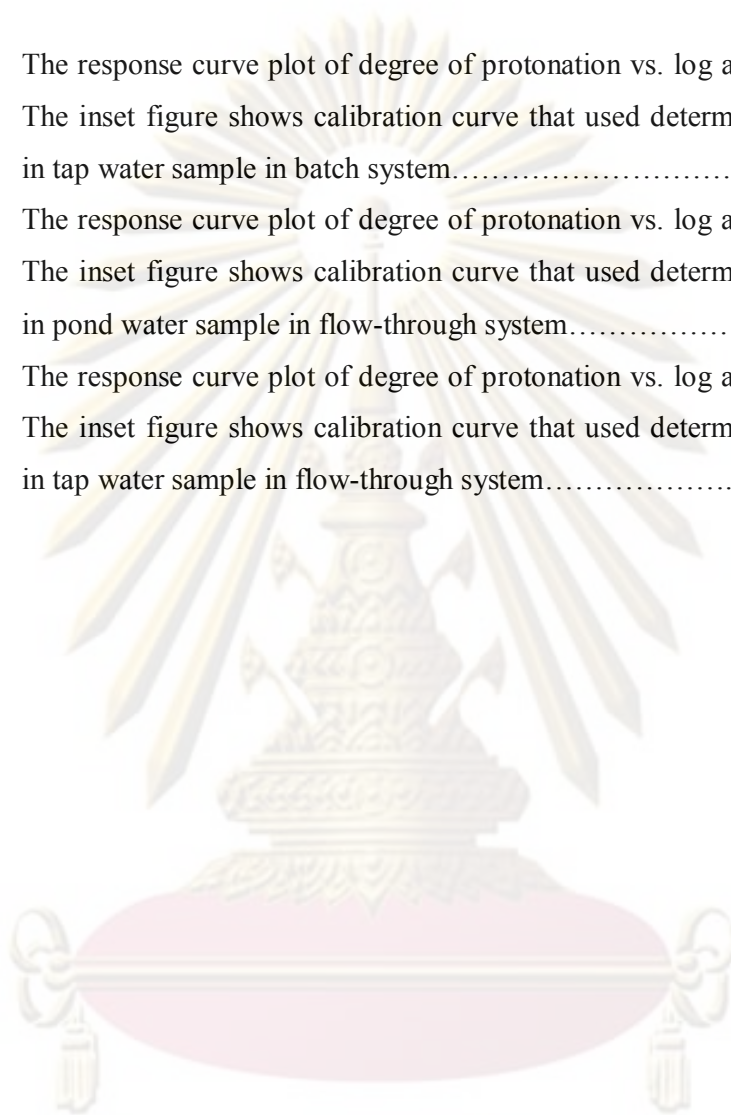 The response curve plot of degree of protonation vs. log a
The inset figure shows calibration curve that used determ
in tap water sample in batch system…………………………
The response curve plot of degree of protonation vs. log a
The inset figure shows calibration curve that used determ
in pond water sample in flow-through system………………
The response curve plot of degree of protonation vs. log a
The inset figure shows calibration curve that used determ
in tap water sample in flow-through system…………………